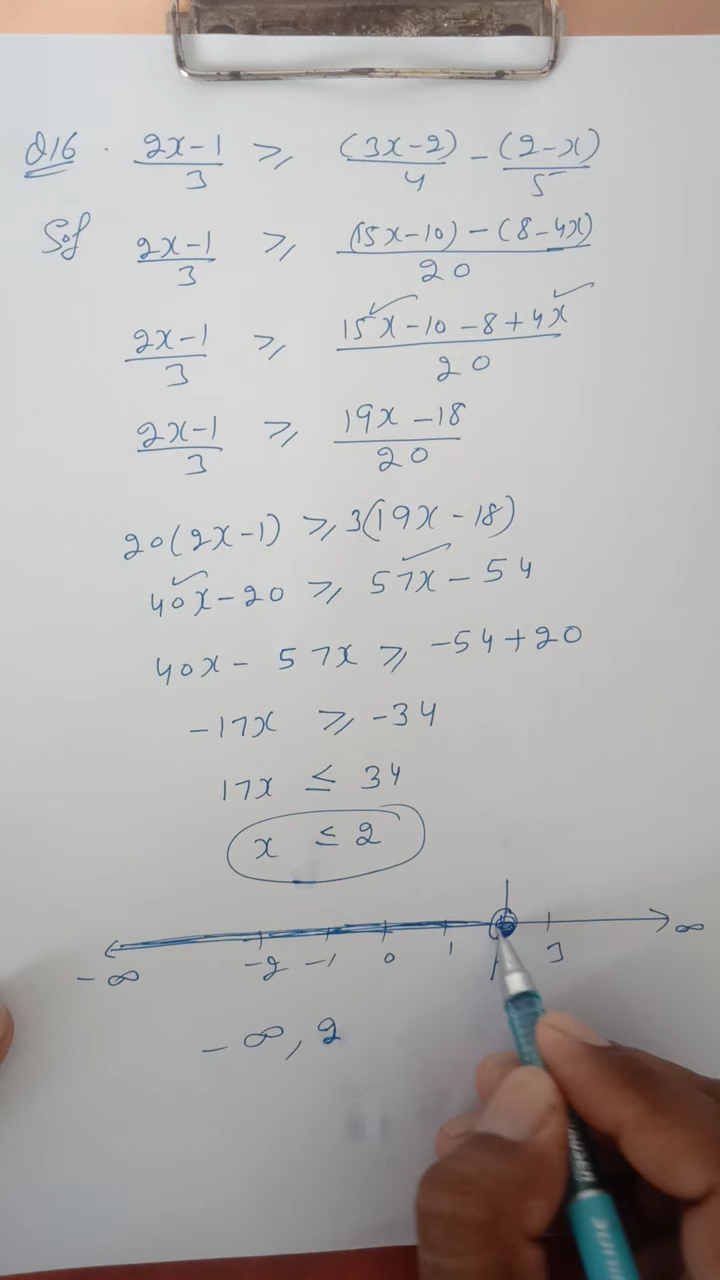 Q16 . (2x-1)/3 ⩾ (3x-2)/4 - (2-x)/5
Sol (2x-1)/3 ⩾ ((15x-10)-(8-4x))/20
(2x-1)/3 ⩾ (15x-10-8+4x)/20
(2x-1)/3 ⩾ (19x-18)/20
20(2x-1) ⩾ 3(19x-18)
40x-20 ⩾ 57x-54
40x-57x ⩾ -54+20
-17x ⩾ -34
17x ≤ 34
x ≤ 2
-∞ -2 -1 0 1 3 ∞
-∞, 2